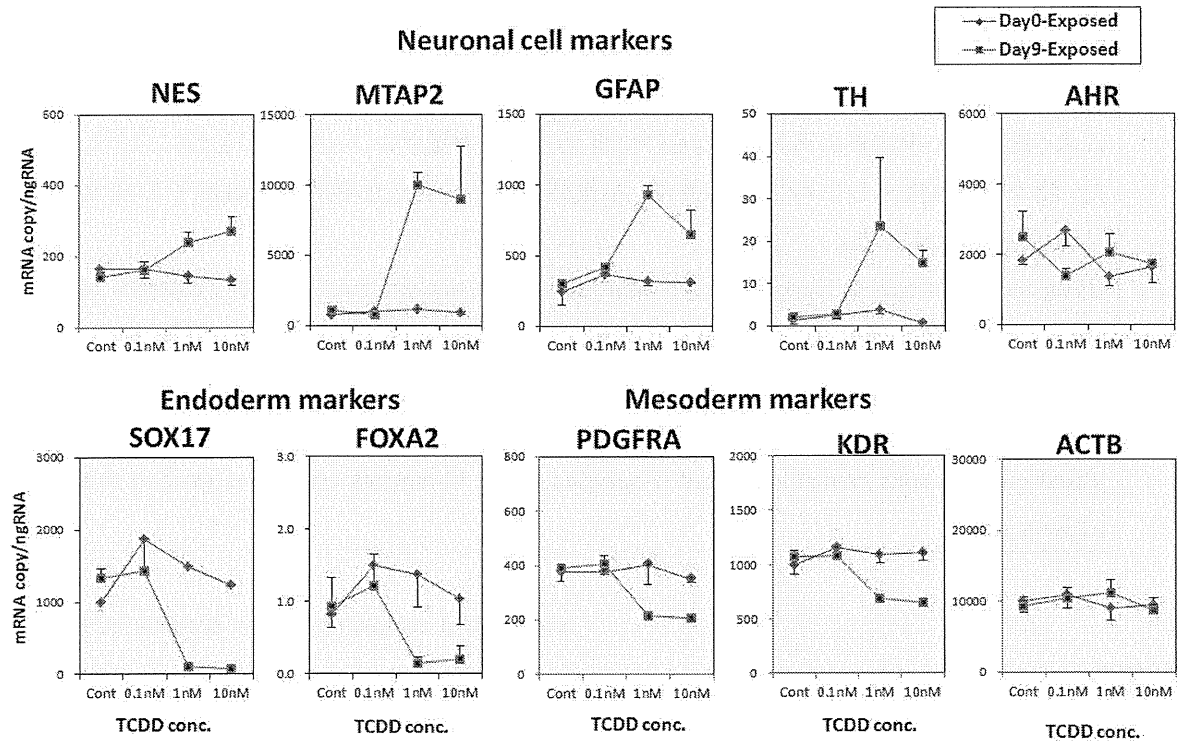 Day0-Exposed
Day9-Exposed
Neuronal cell markers
NES
MTAP2
GFAP
TH
AHR
mRNA copy/ngRNA
600
400
200
0
15000
10000
5000
0
1500
1000
500
0
50
40
30
20
10
0
6000
4000
2000
0
Cont 0.1nM 1nM 10nM
Cont 0.1nM 1nM 10nM
Cont 0.1nM 1nM 10nM
Cont 0.1nM 1nM 10nM
Cont 0.1nM 1nM 10nM
Endoderm markers
Mesoderm markers
SOX17
FOXA2
PDGFRA
KDR
ACTB
mRNA copy/ngRNA
3000
2000
1000
0
3.0
2.0
1.0
0.0
800
600
400
200
0
2000
1500
1000
500
0
30000
20000
10000
0
Cont 0.1nM 1nM 10nM
Cont 0.1nM 1nM 10nM
Cont 0.1nM 1nM 10nM
Cont 0.1nM 1nM 10nM
Cont 0.1nM 1nM 10nM
TCDD conc.
TCDD conc.
TCDD conc.
TCDD conc.
TCDD conc.